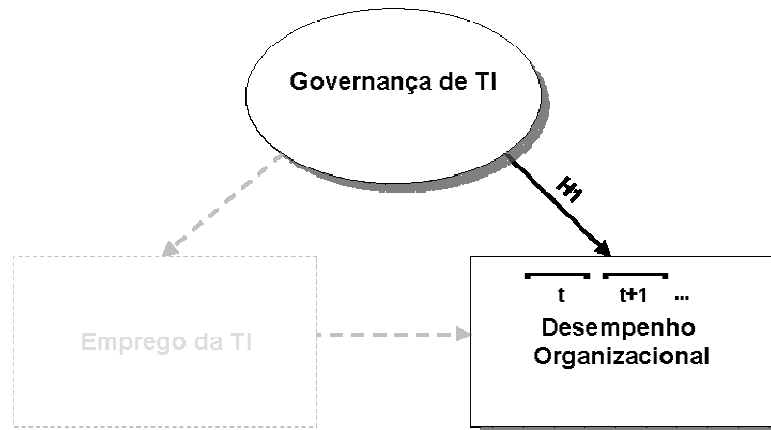 Governança de TI
H1
t t+1 ...
Emprego da TI
Desempenho
Organizacional